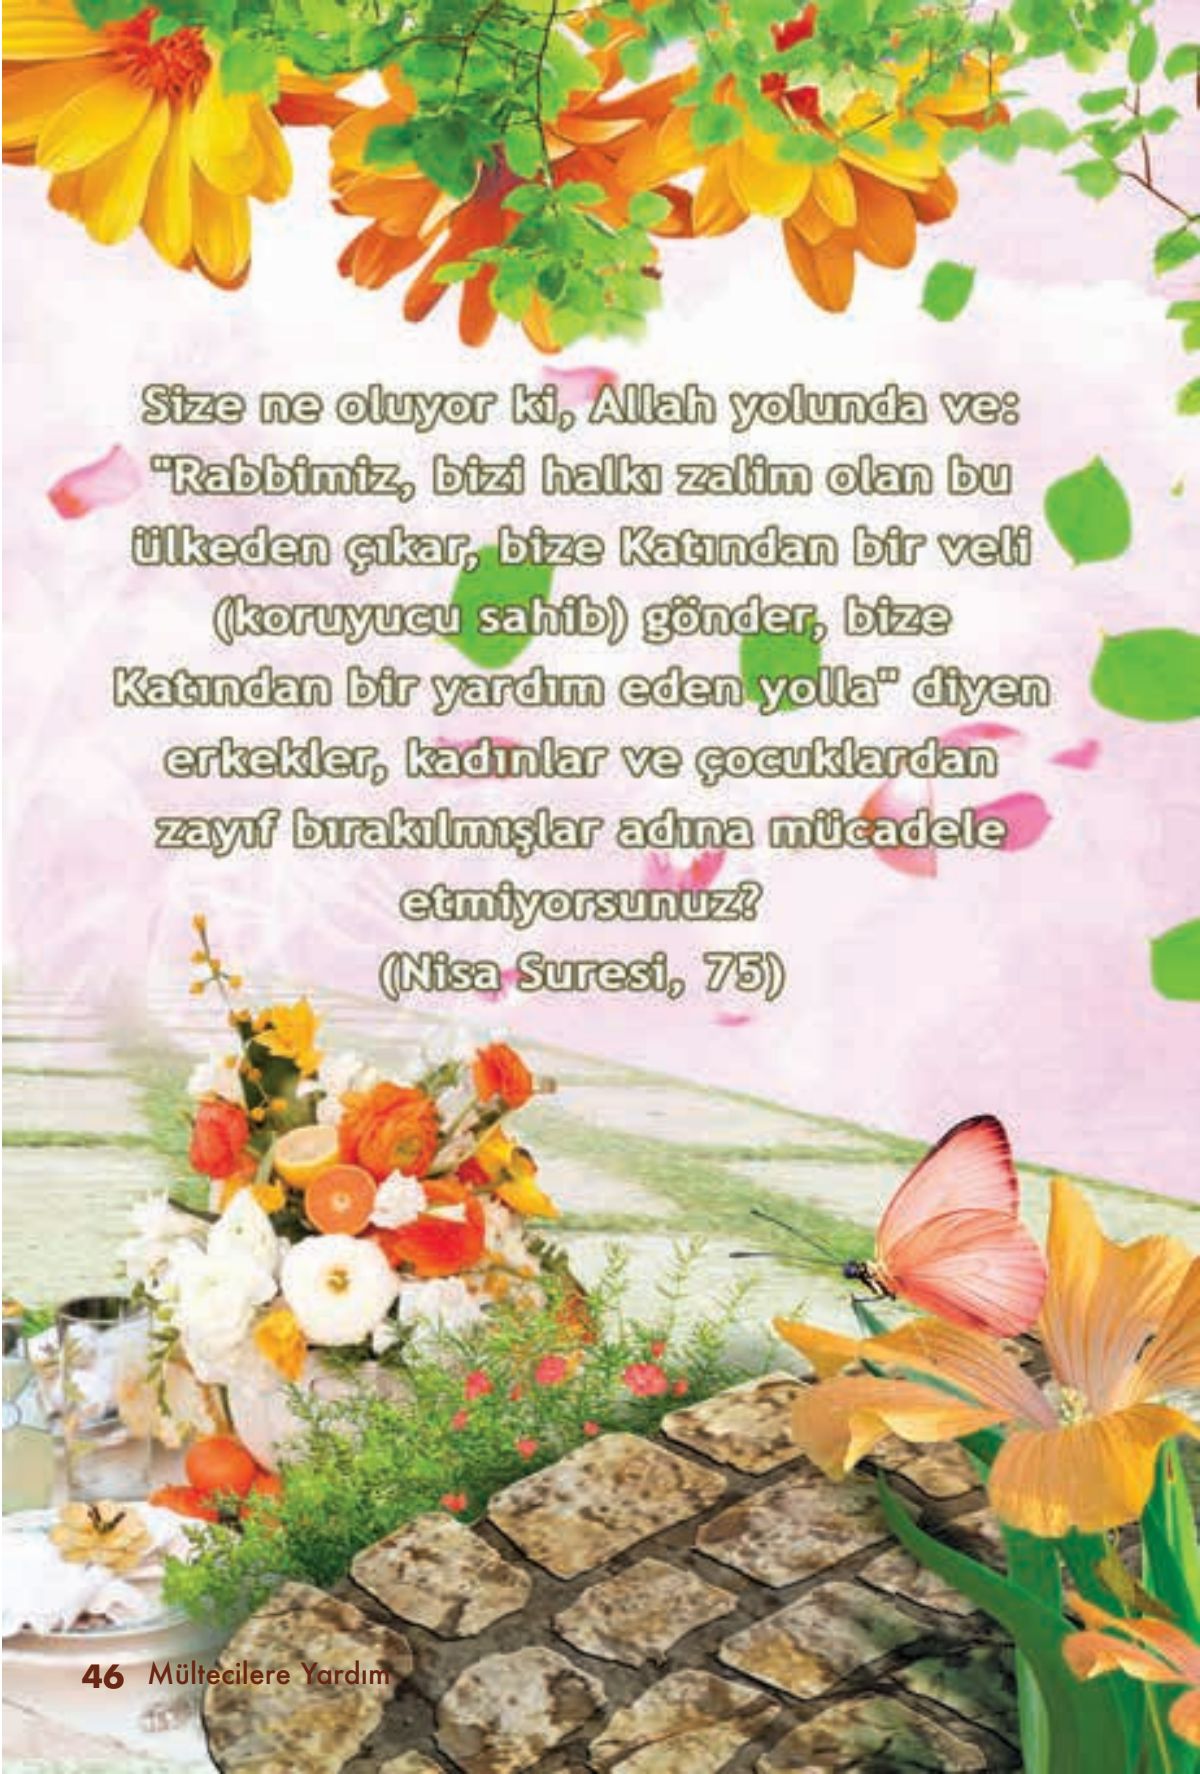 Size ne oluyor ki, Allah yolunda ve:
"Rabbimiz, bizi halkı zalim olan bu
ülkeden çıkar, bize Katından bir veli
(koruyucu sahib) gönder, bize
Katından bir yardım eden yolla" diyen
erkekler, kadınlar ve çocuklardan
zayıf bırakılmışlar adına mücadele
etmiyorsunuz?
(Nisa Suresi, 75)
46 Mültecilere Yardım